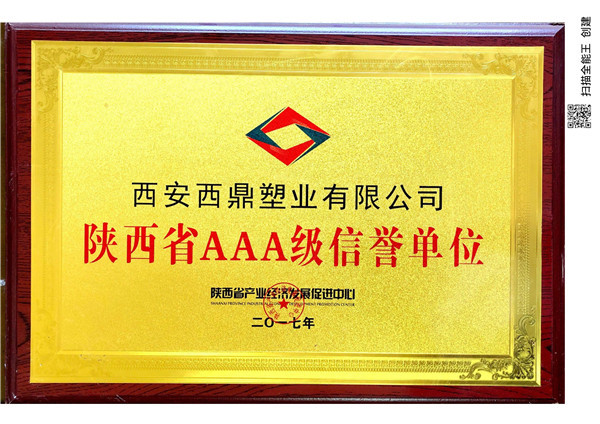 西安西鼎塑业有限公司
陕西省AAA级信誉单位
陕西省产业经济发展促进中心
二〇一七年
扫描全能王 创建